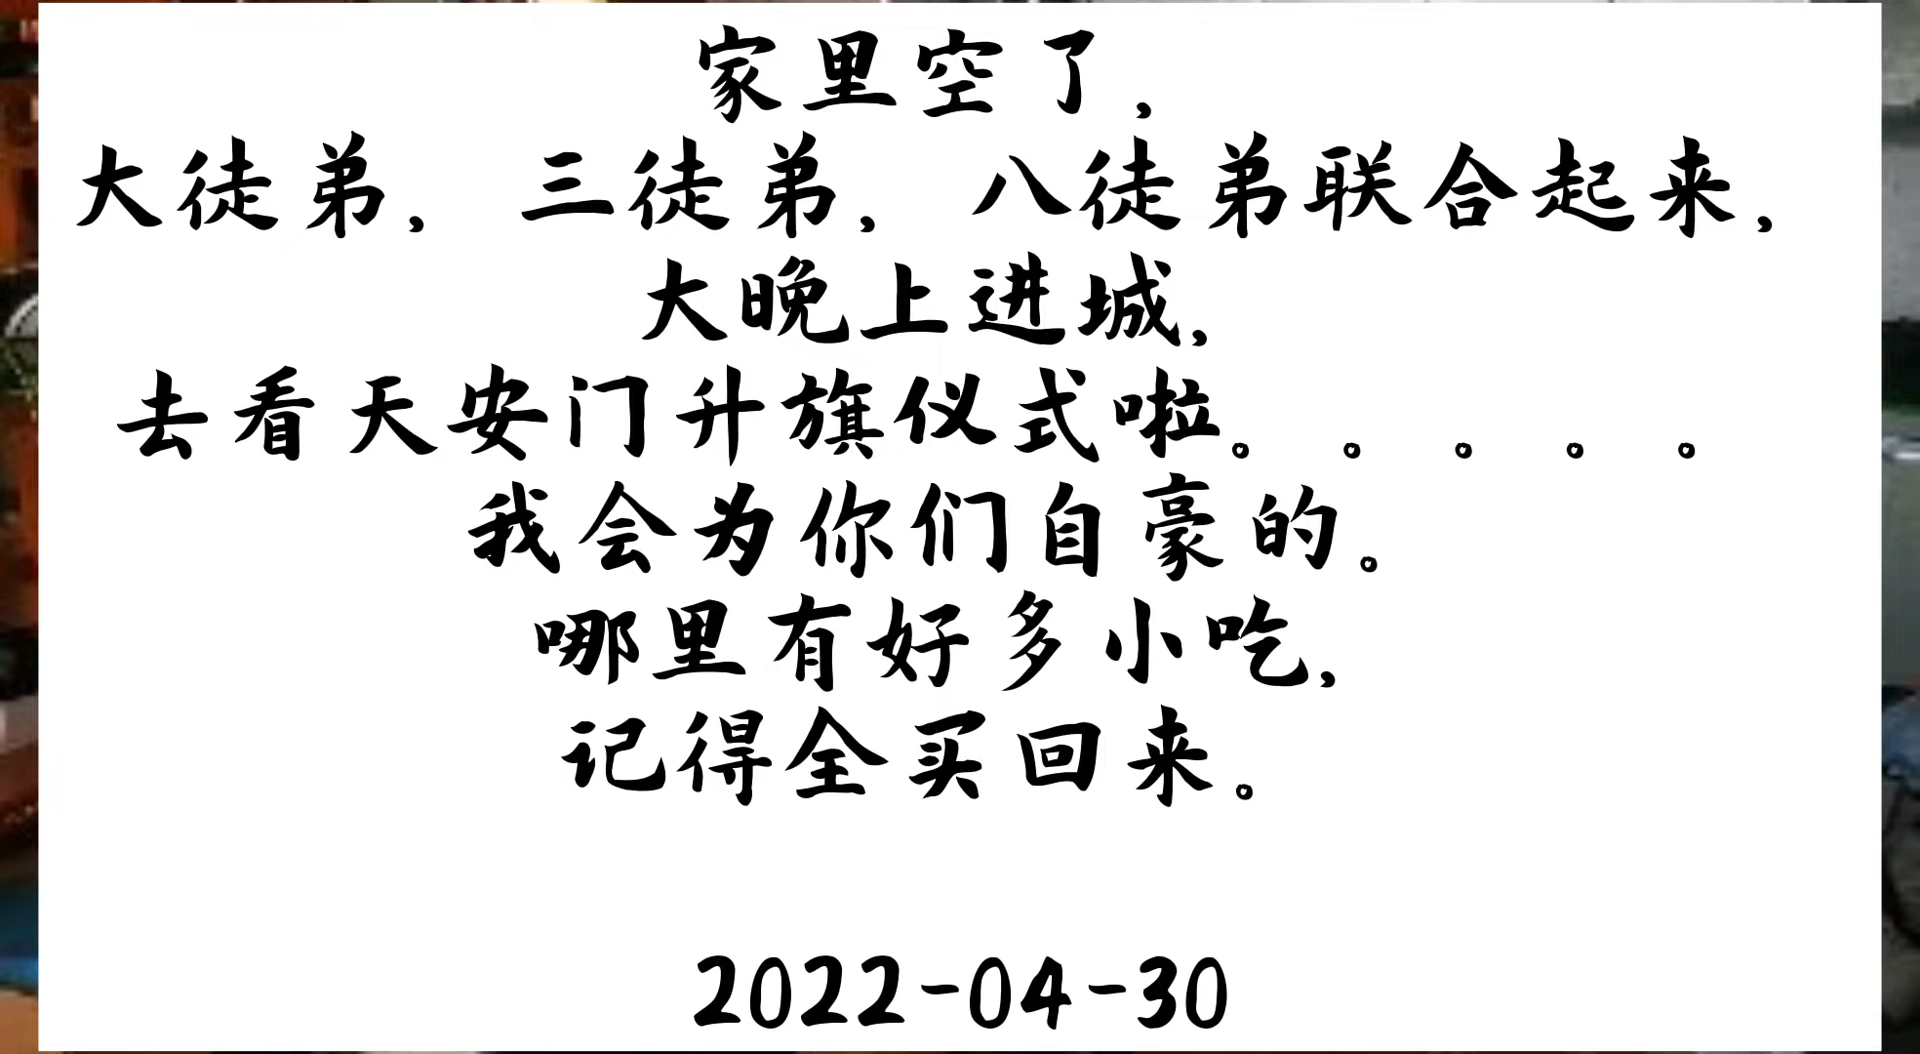 家里空了,
大徒弟, 三徒弟, 八徒弟联合起来,
大晚上进城,
去看天安门升旗仪式啦。。。。。
我会为你们自豪的。
哪里有好多小吃,
记得全买回来。
2022-04-30